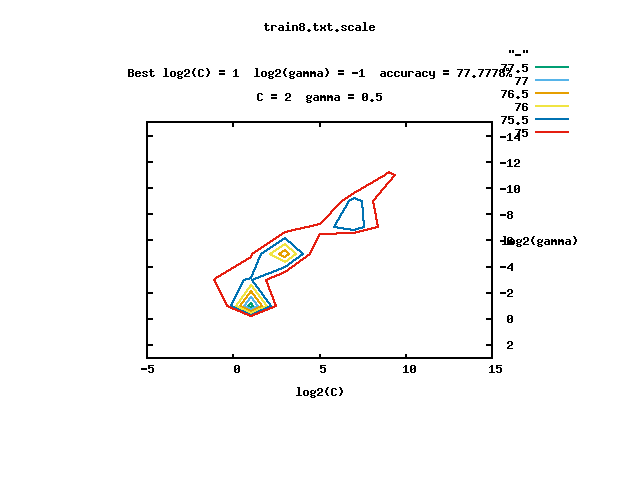 train8.txt.scale
"-"
Best log2(C) = 1 log2(gamma) = -1 accuracy = 77.7778%
77.5
77
76.5
76
75.5
75
C = 2 gamma = 0.5
-14
-12
-10
-8
-6
log2(gamma)
-4
-2
0
2
-5 0 5 10 15
log2(C)